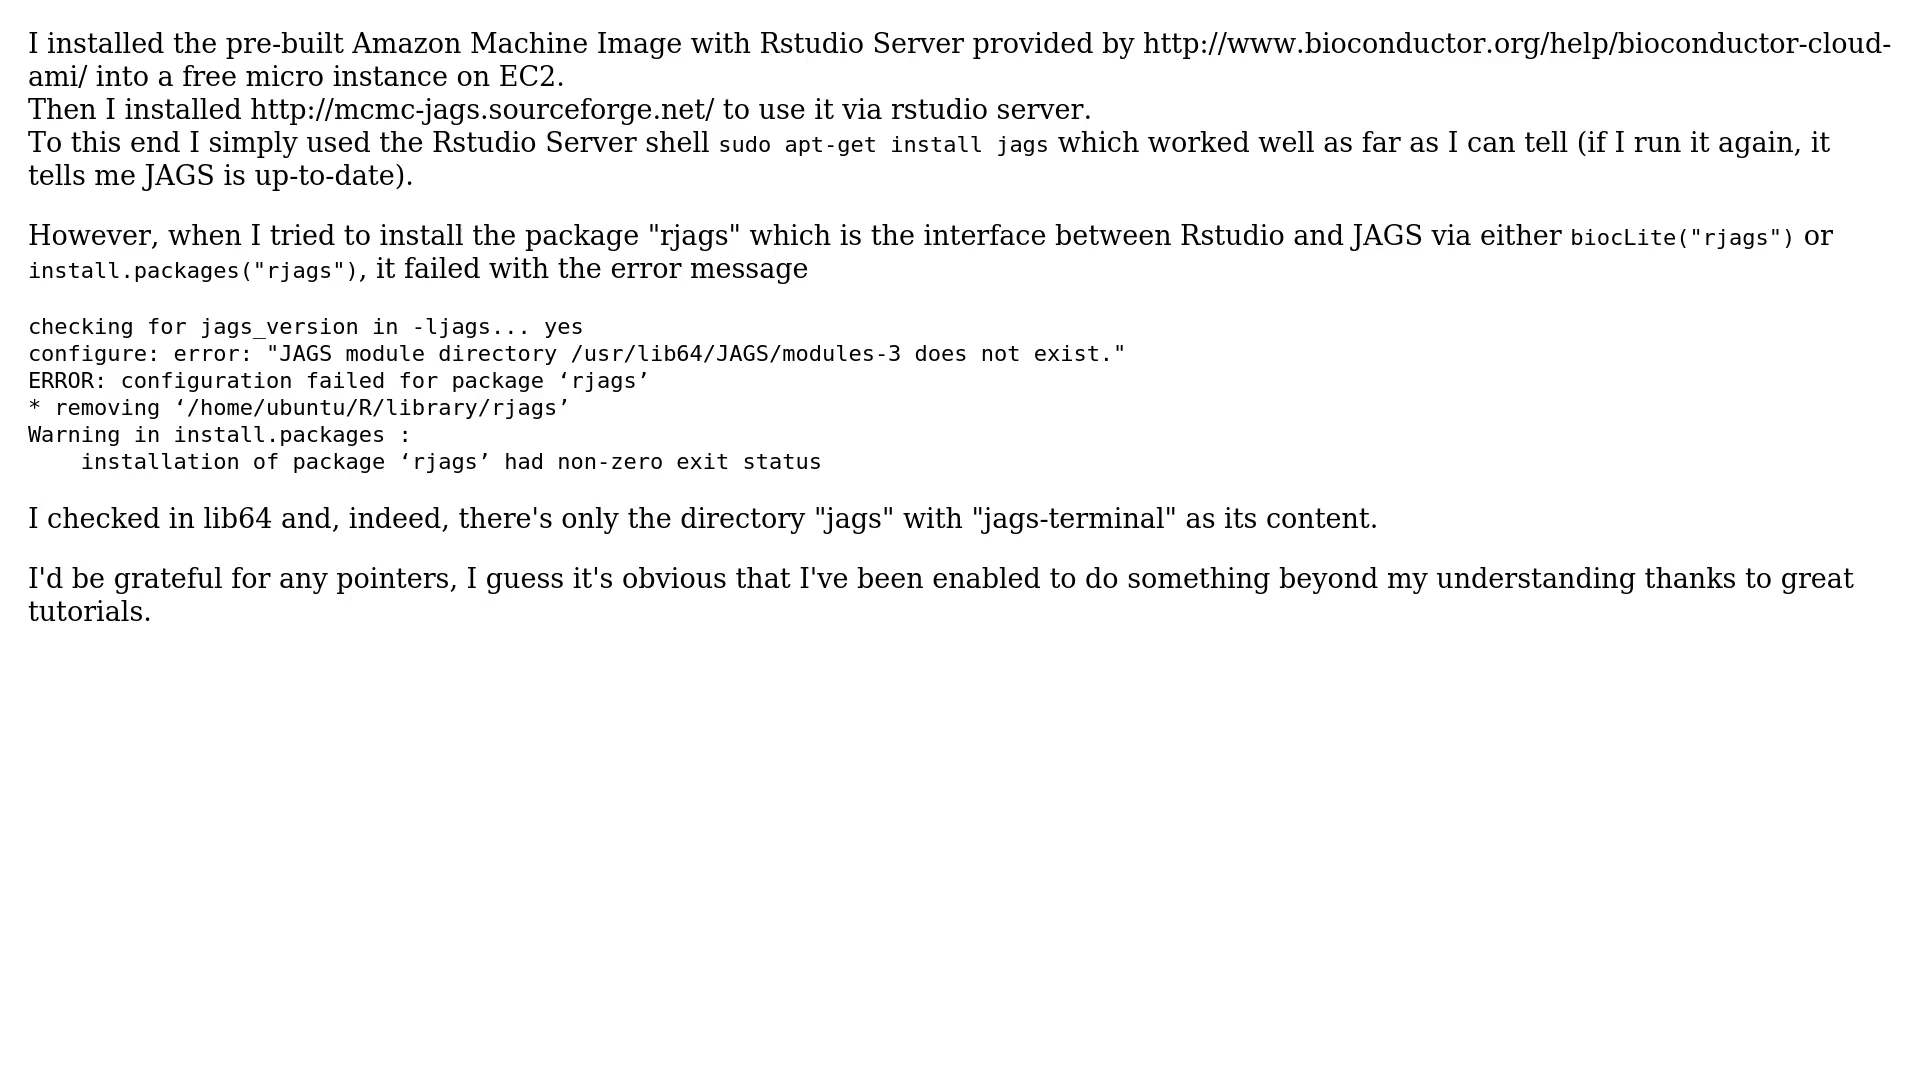 I installed the pre-built Amazon Machine Image with Rstudio Server provided by http://www.bioconductor.org/help/bioconductor-cloud-
ami/ into a free micro instance on EC2.
Then I installed http://mcmc-jags.sourceforge.net/ to use it via rstudio server.
To this end I simply used the Rstudio Server shell sudo apt-get install jags which worked well as far as I can tell (if I run it again, it
tells me JAGS is up-to-date).
However, when I tried to install the package "rjags" which is the interface between Rstudio and JAGS via either biocLite("rjags") or
install.packages("rjags"), it failed with the error message
checking for jags_version in -ljags... yes
configure: error: "JAGS module directory /usr/lib64/JAGS/modules-3 does not exist."
ERROR: configuration failed for package ‘rjags’
* removing ‘/home/ubuntu/R/library/rjags’
Warning in install.packages :
    installation of package ‘rjags’ had non-zero exit status
I checked in lib64 and, indeed, there's only the directory "jags" with "jags-terminal" as its content.
I'd be grateful for any pointers, I guess it's obvious that I've been enabled to do something beyond my understanding thanks to great
tutorials.